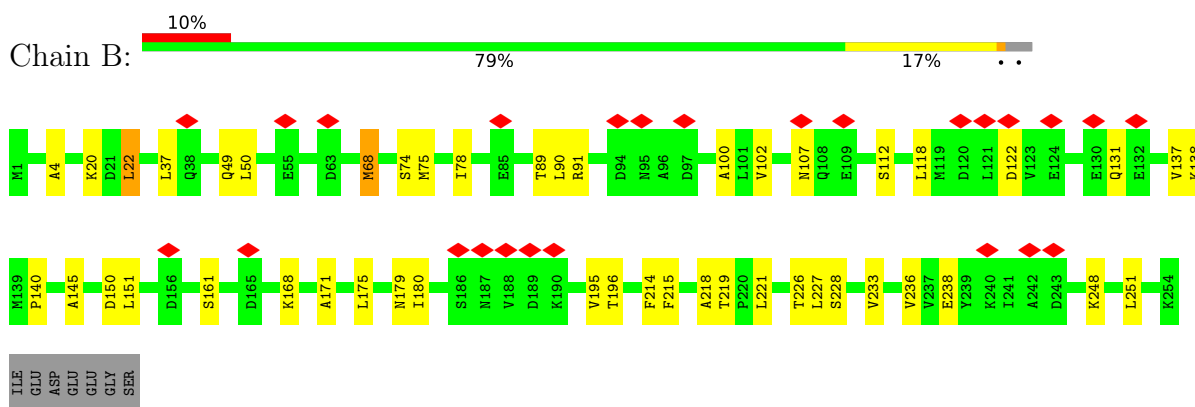 10%
Chain B:
79% 17% • •
M1 A4 K20 D21 L22 L37 Q38 Q49 L50 E55 D63 M68 S74 M75 I78 E85 T89 L90 R91 D94 N95 A96 D97 A100 L101 V102 N107 Q108 E109 S112 L118 M119 D120 L121 D122 V123 E124 E130 Q131 E132 V137 K138
M139 P140 A145 D150 L151 D156 S161 D165 K168 A171 L175 N179 I180 S186 N187 V188 D189 K190 V195 T196 F214 F215 A218 T219 P220 L221 T226 L227 S228 V233 V236 V237 E238 Y239 K240 I241 A242 D243 K248 L251 K254
ILE GLU ASP GLU GLU GLY SER